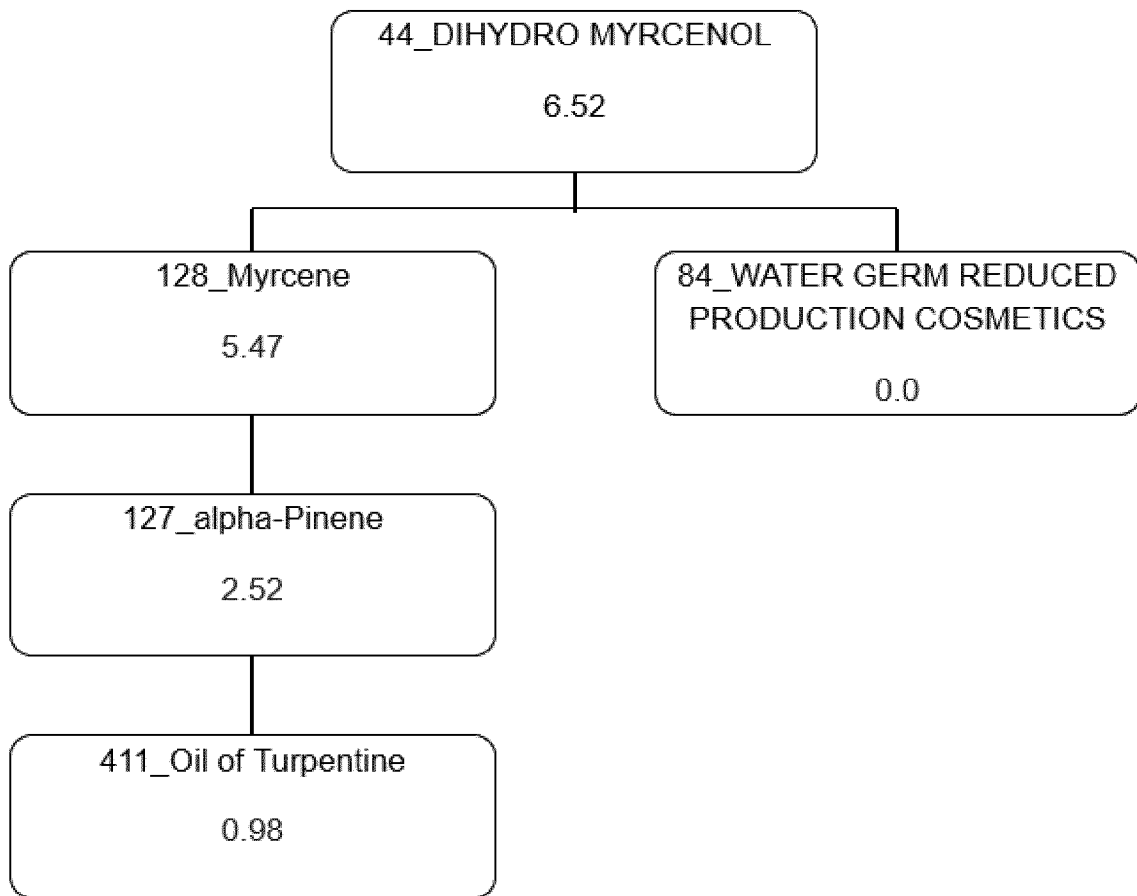 44_DIHYDRO MYRCENOL
6.52
128_Myrcene
5.47
84_WATER GERM REDUCED
PRODUCTION COSMETICS
0.0
127_alpha-Pinene
2.52
411_Oil of Turpentine
0.98